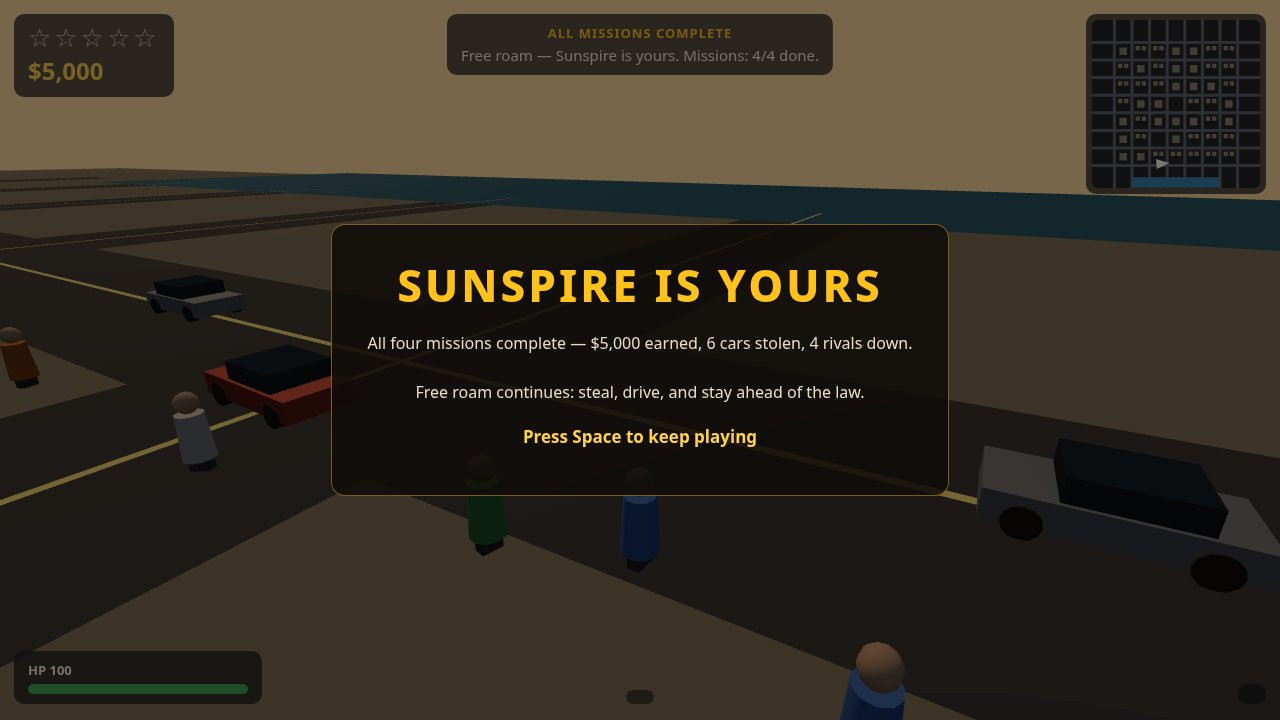 ☆☆☆☆☆
$5,000
ALL MISSIONS COMPLETE
Free roam — Sunspire is yours. Missions: 4/4 done.
SUNSPIRE IS YOURS
All four missions complete — $5,000 earned, 6 cars stolen, 4 rivals down.
Free roam continues: steal, drive, and stay ahead of the law.
Press Space to keep playing
HP 100